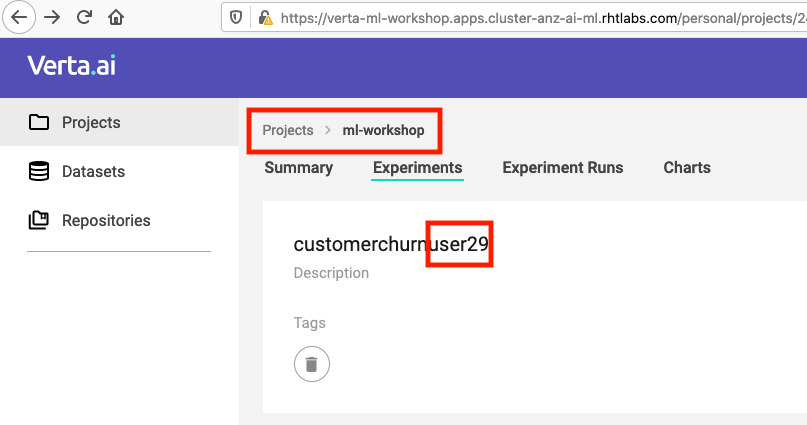 https://verta-ml-workshop.apps.cluster-anz-ai-ml.rhtlabs.com/personal/projects/2
Verta.ai
Projects
Datasets
Repositories
Projects > ml-workshop
Summary Experiments Experiment Runs Charts
customerchurnuser29
Description
Tags